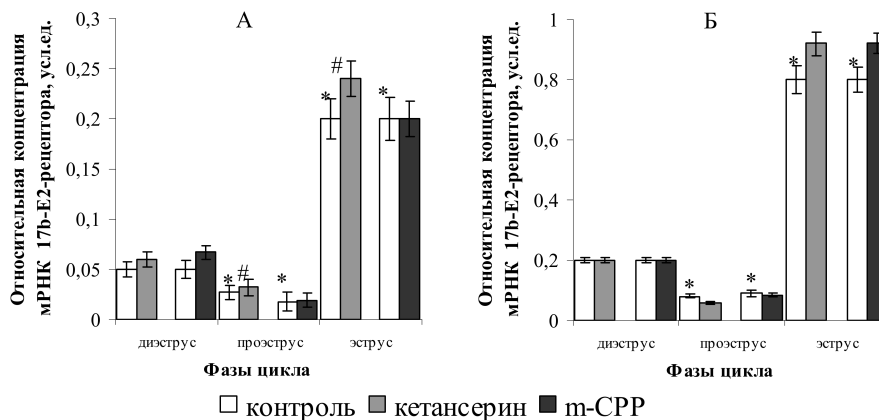 А
Относительная концентрация
мРНК 17b-E2-рецептора, усл.ед.
0,3
0,25
0,2
0,15
0,1
0,05
0
#
*
*
*
#
*
диэструс проэструс эструс
Фазы цикла
Б
Относительная концентрация
мРНК 17b-E2-рецептора, усл.ед.
1
0,8
0,6
0,4
0,2
0
*
*
*
*
диэструс проэструс эструс
Фазы цикла
контроль кетансерин m-CPP